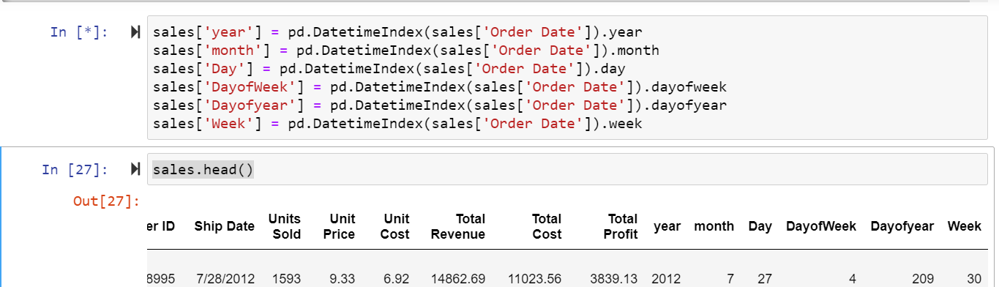 In [*]:
sales['year'] = pd.DatetimeIndex(sales['Order Date']).year
sales['month'] = pd.DatetimeIndex(sales['Order Date']).month
sales['Day'] = pd.DatetimeIndex(sales['Order Date']).day
sales['DayofWeek'] = pd.DatetimeIndex(sales['Order Date']).dayofweek
sales['Dayofyear'] = pd.DatetimeIndex(sales['Order Date']).dayofyear
sales['Week'] = pd.DatetimeIndex(sales['Order Date']).week
In [27]: sales.head()
Out[27]:
er ID Ship Date Units Sold Unit Price Unit Cost Total Revenue Total Cost Total Profit year month Day DayofWeek Dayofyear Week
8995 7/28/2012 1593 9.33 6.92 14862.69 11023.56 3839.13 2012 7 27 4 209 30